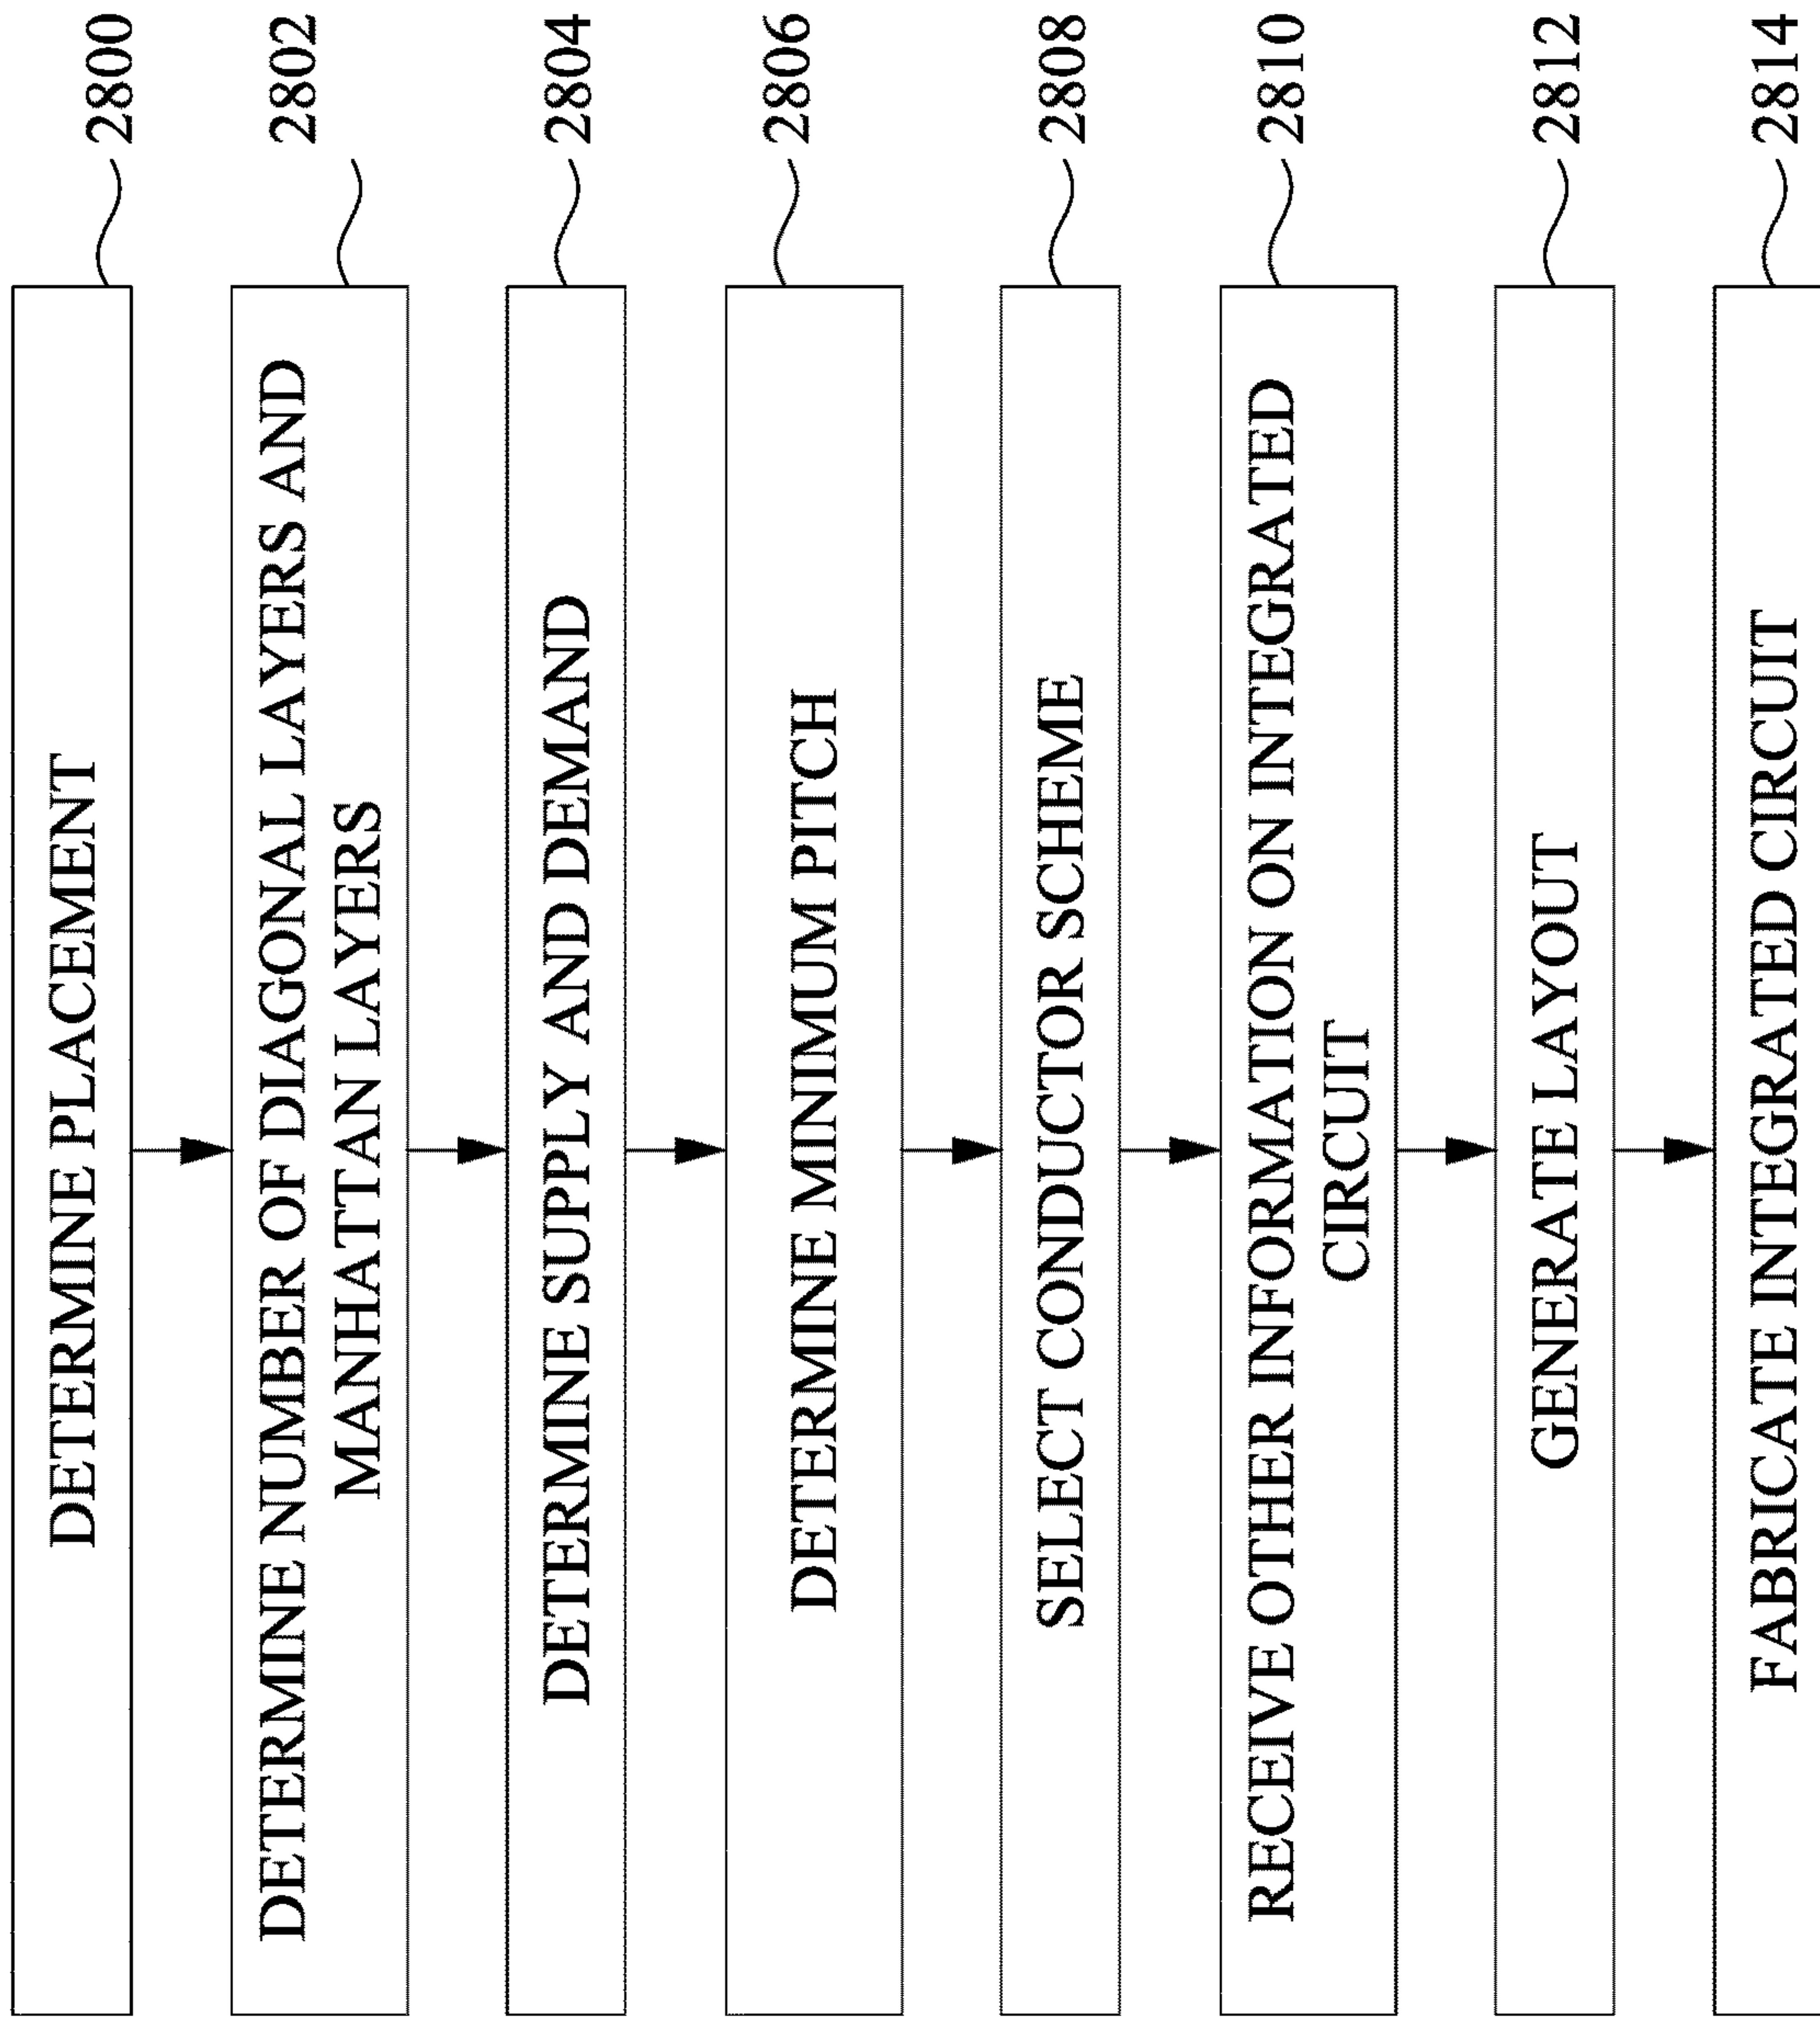 DETERMINE PLACEMENT
2800
DETERMINE NUMBER OF DIAGONAL LAYERS AND
MANHATTAN LAYERS
2802
DETERMINE SUPPLY AND DEMAND
2804
DETERMINE MINIMUM PITCH
2806
SELECT CONDUCTOR SCHEME
2808
RECEIVE OTHER INFORMATION ON INTEGRATED
CIRCUIT
2810
GENERATE LAYOUT
2812
FABRICATE INTEGRATED CIRCUIT
2814